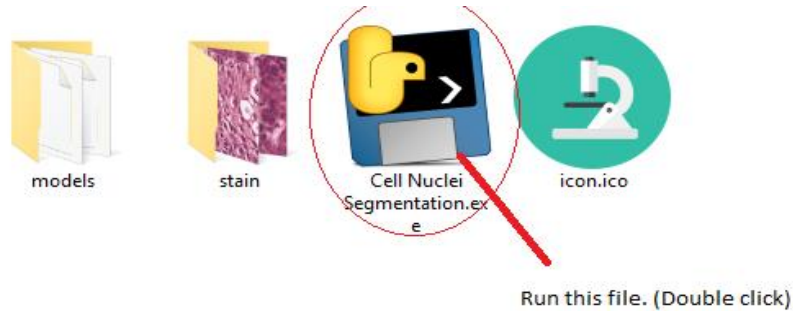 models
stain
Cell Nuclei
Segmentation.ex
e
icon.ico
Run this file. (Double click)